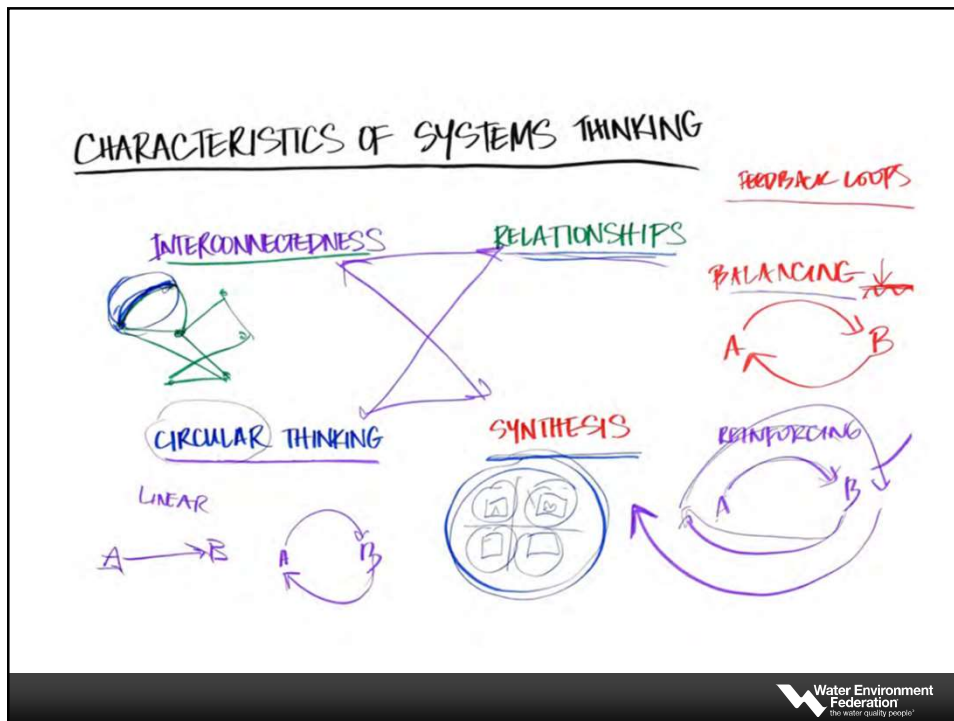 CHARACTERISTICS OF SYSTEMS THINKING
FEEDBACK LOOPS
INTERCONNECTEDNESS
RELATIONSHIPS
BALANCING
A B
CIRCULAR THINKING
SYNTHESIS
REINFORCING
LINEAR
A B
A B
A B
Water Environment
Federation
the water quality people®